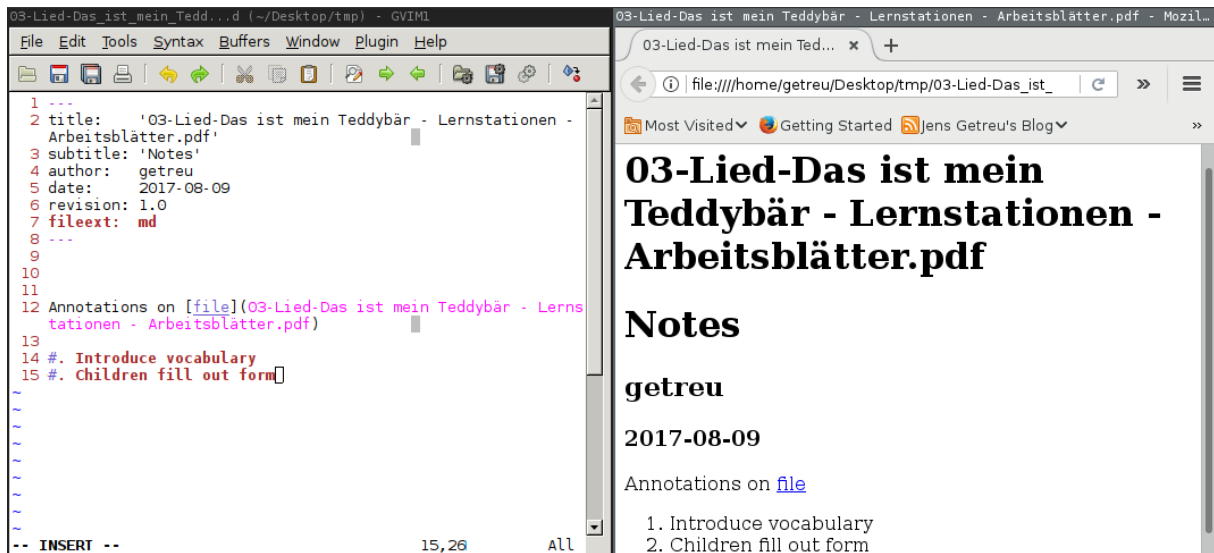 03-Lied-Das_ist_mein_Tedd...d (~/Desktop/tmp) - GVIM1
File Edit Tools Syntax Buffers Window Plugin Help
1 ---
2 title: '03-Lied-Das ist mein Teddybär - Lernstationen -
Arbeitsblätter.pdf'
3 subtitle: 'Notes'
4 author: getreu
5 date: 2017-08-09
6 revision: 1.0
7 fileext: md
8 ---
9
10
11
12 Annotations on [file](03-Lied-Das ist mein Teddybär - Lerns
tationen - Arbeitsblätter.pdf)
13
14 #. Introduce vocabulary
15 #. Children fill out form
~
~
~
~
~
~
~
~
-- INSERT -- 15,26 All
03-Lied-Das ist mein Teddybär - Lernstationen - Arbeitsblätter.pdf - Mozil...
03-Lied-Das ist mein Ted... × +
file:///home/getreu/Desktop/tmp/03-Lied-Das_ist_
Most Visited Getting Started Jens Getreu's Blog
03-Lied-Das ist mein
Teddybär - Lernstationen -
Arbeitsblätter.pdf
Notes
getreu
2017-08-09
Annotations on file
1. Introduce vocabulary
2. Children fill out form